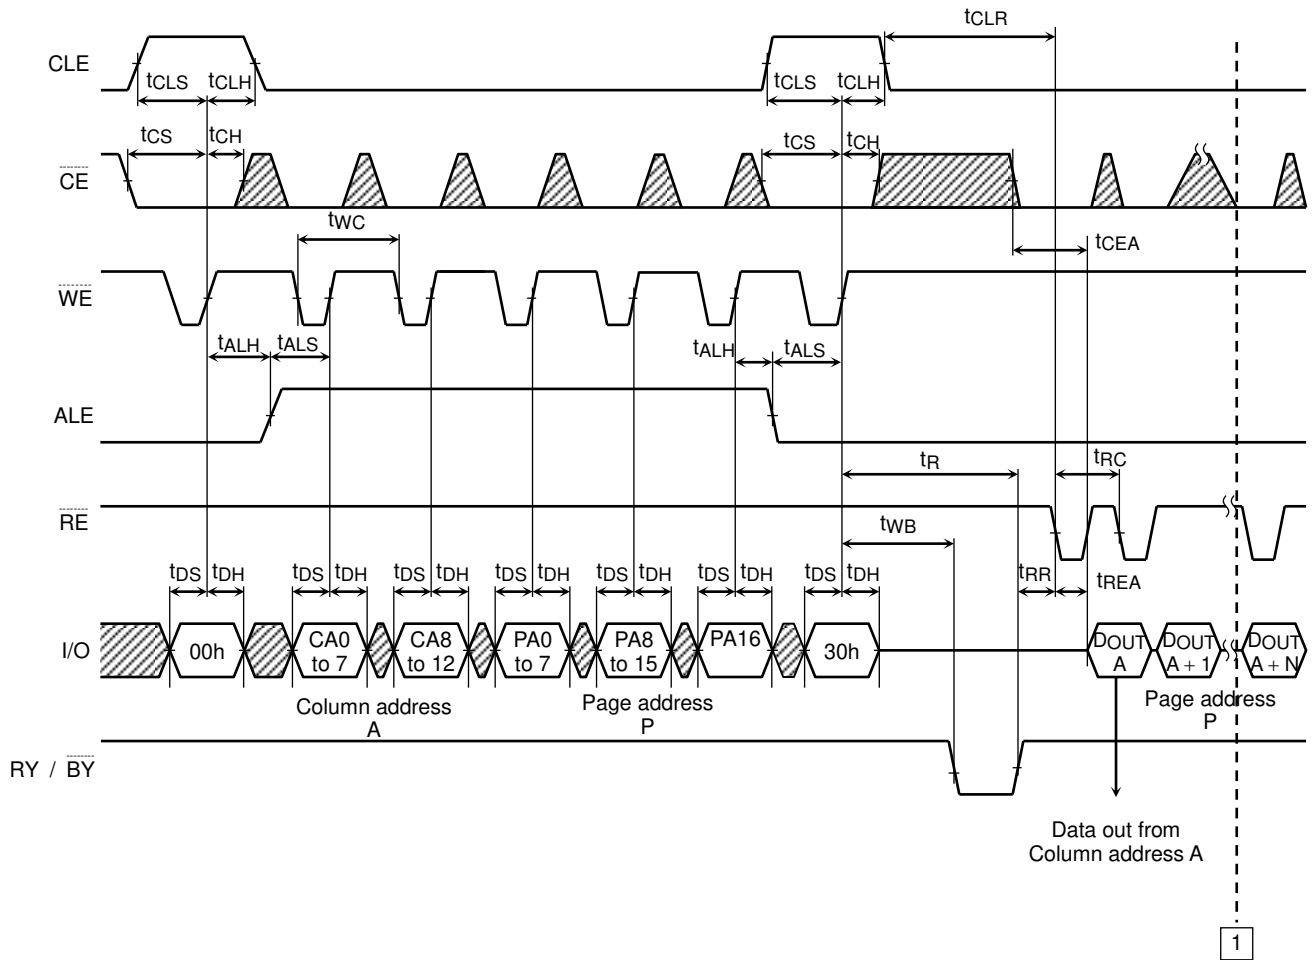 tCLR
CLE
tCLS tCLH tCLS tCLH
tCS tCH tCS tCH
CE
tWC
tCEA
WE
tALH tALS tALH tALS
ALE
tR tRC
RE
tWB
tDS tDH tDS tDH tDS tDH tDS tDH tDS tDH tDS tDH tDS tDH tRR tREA
I/O
00h
CA0
to 7
CA8
to 12
PA0
to 7
PA8
to 15
PA16
30h
DOUT
A
DOUT
A + 1
DOUT
A + N
Column address
A
Page address
P
Page address
P
RY / BY
Data out from
Column address A
1